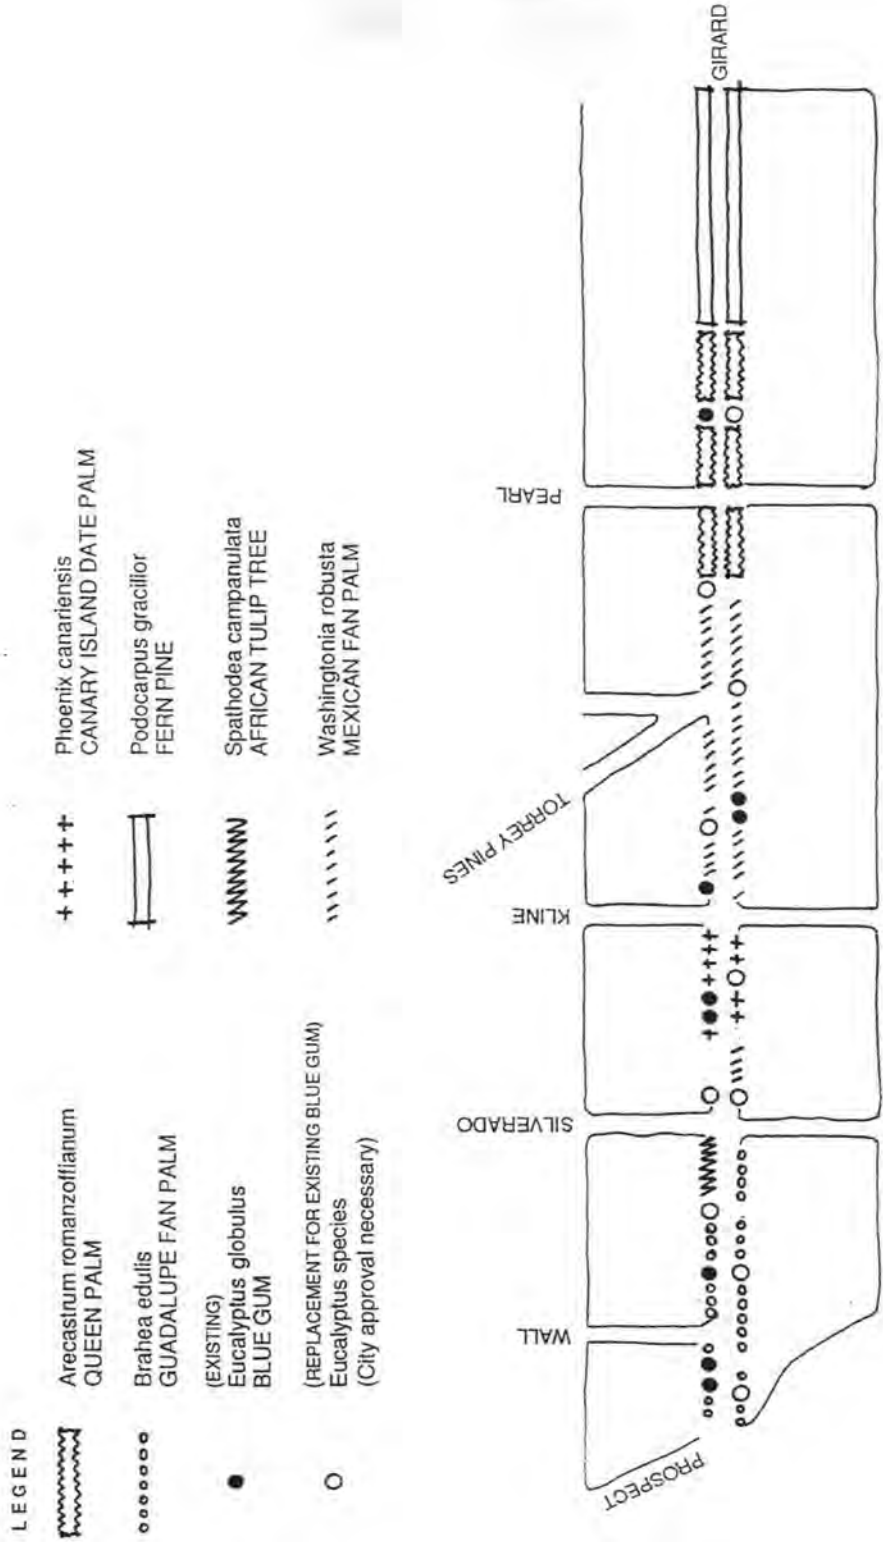 LEGEND
Arecastrum romanzoffianum
QUEEN PALM
Brahea edulis
GUADALUPE FAN PALM
(EXISTING)
Eucalyptus globulus
BLUE GUM
(REPLACEMENT FOR EXISTING BLUE GUM)
Eucalyptus species
(City approval necessary)
Phoenix canariensis
CANARY ISLAND DATE PALM
Podocarpus gracilior
FERN PINE
Spathodea campanulata
AFRICAN TULIP TREE
Washingtonia robusta
MEXICAN FAN PALM
PROSPECT
WALL
SILVERADO
KLINE
TORREY PINES
PEARL
GIRARD